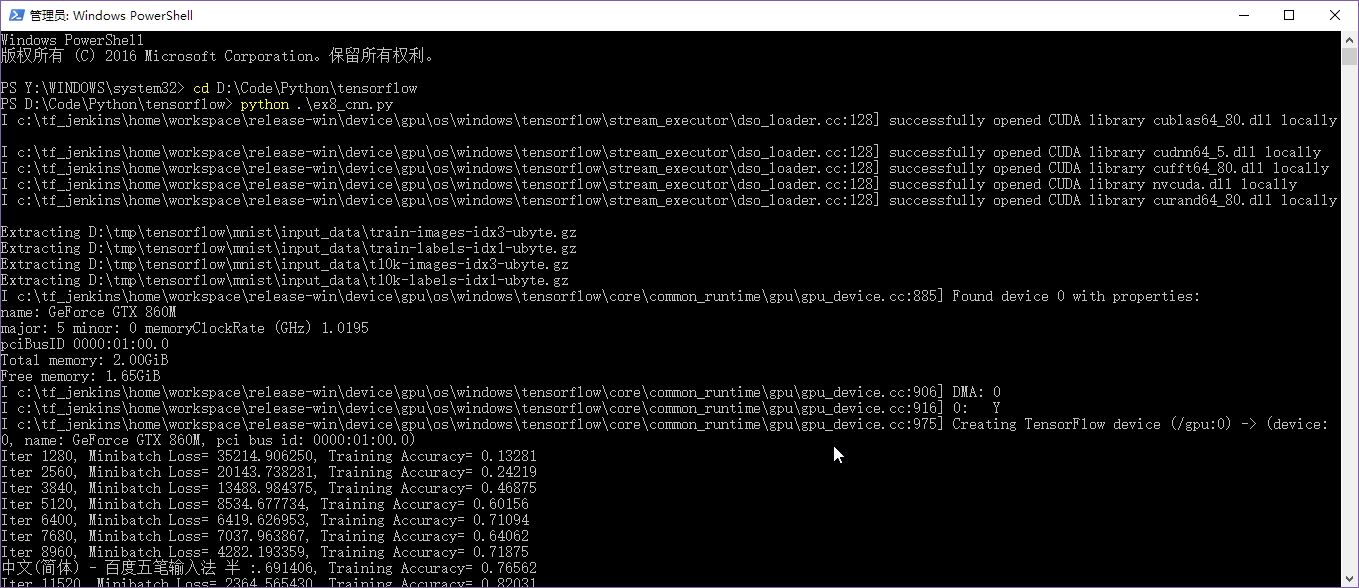 管理员: Windows PowerShell
Windows PowerShell
版权所有 (C) 2016 Microsoft Corporation。保留所有权利。
PS Y:\WINDOWS\system32> cd D:\Code\Python\tensorflow
PS D:\Code\Python\tensorflow> python .\ex8_cnn.py
I c:\tf_jenkins\home\workspace\release-win\device\gpu\os\windows\tensorflow\stream_executor\dso_loader.cc:128] successfully opened CUDA library cublas64_80.dll locally
I c:\tf_jenkins\home\workspace\release-win\device\gpu\os\windows\tensorflow\stream_executor\dso_loader.cc:128] successfully opened CUDA library cudnn64_5.dll locally
I c:\tf_jenkins\home\workspace\release-win\device\gpu\os\windows\tensorflow\stream_executor\dso_loader.cc:128] successfully opened CUDA library cufft64_80.dll locally
I c:\tf_jenkins\home\workspace\release-win\device\gpu\os\windows\tensorflow\stream_executor\dso_loader.cc:128] successfully opened CUDA library nvcuda.dll locally
I c:\tf_jenkins\home\workspace\release-win\device\gpu\os\windows\tensorflow\stream_executor\dso_loader.cc:128] successfully opened CUDA library curand64_80.dll locally
Extracting D:\tmp\tensorflow\mnist\input_data\train-images-idx3-ubyte.gz
Extracting D:\tmp\tensorflow\mnist\input_data\train-labels-idx1-ubyte.gz
Extracting D:\tmp\tensorflow\mnist\input_data\t10k-images-idx3-ubyte.gz
Extracting D:\tmp\tensorflow\mnist\input_data\t10k-labels-idx1-ubyte.gz
I c:\tf_jenkins\home\workspace\release-win\device\gpu\os\windows\tensorflow\core\common_runtime\gpu\gpu_device.cc:885] Found device 0 with properties:
name: GeForce GTX 860M
major: 5 minor: 0 memoryClockRate (GHz) 1.0195
pciBusID 0000:01:00.0
Total memory: 2.00GiB
Free memory: 1.65GiB
I c:\tf_jenkins\home\workspace\release-win\device\gpu\os\windows\tensorflow\core\common_runtime\gpu\gpu_device.cc:906] DMA: 0
I c:\tf_jenkins\home\workspace\release-win\device\gpu\os\windows\tensorflow\core\common_runtime\gpu\gpu_device.cc:916] 0:   Y
I c:\tf_jenkins\home\workspace\release-win\device\gpu\os\windows\tensorflow\core\common_runtime\gpu\gpu_device.cc:975] Creating TensorFlow device (/gpu:0) -> (device:
0, name: GeForce GTX 860M, pci bus id: 0000:01:00.0)
Iter 1280, Minibatch Loss= 35214.906250, Training Accuracy= 0.13281
Iter 2560, Minibatch Loss= 20143.738281, Training Accuracy= 0.24219
Iter 3840, Minibatch Loss= 13488.984375, Training Accuracy= 0.46875
Iter 5120, Minibatch Loss= 8534.677734, Training Accuracy= 0.60156
Iter 6400, Minibatch Loss= 6419.626953, Training Accuracy= 0.71094
Iter 7680, Minibatch Loss= 7037.963867, Training Accuracy= 0.64062
Iter 8960, Minibatch Loss= 4282.193359, Training Accuracy= 0.71875
中文(简体) - 百度五笔输入法 半 :.691406, Training Accuracy= 0.76562
Iter 11520, Minibatch Loss= 2364.565430, Training Accuracy= 0.82031